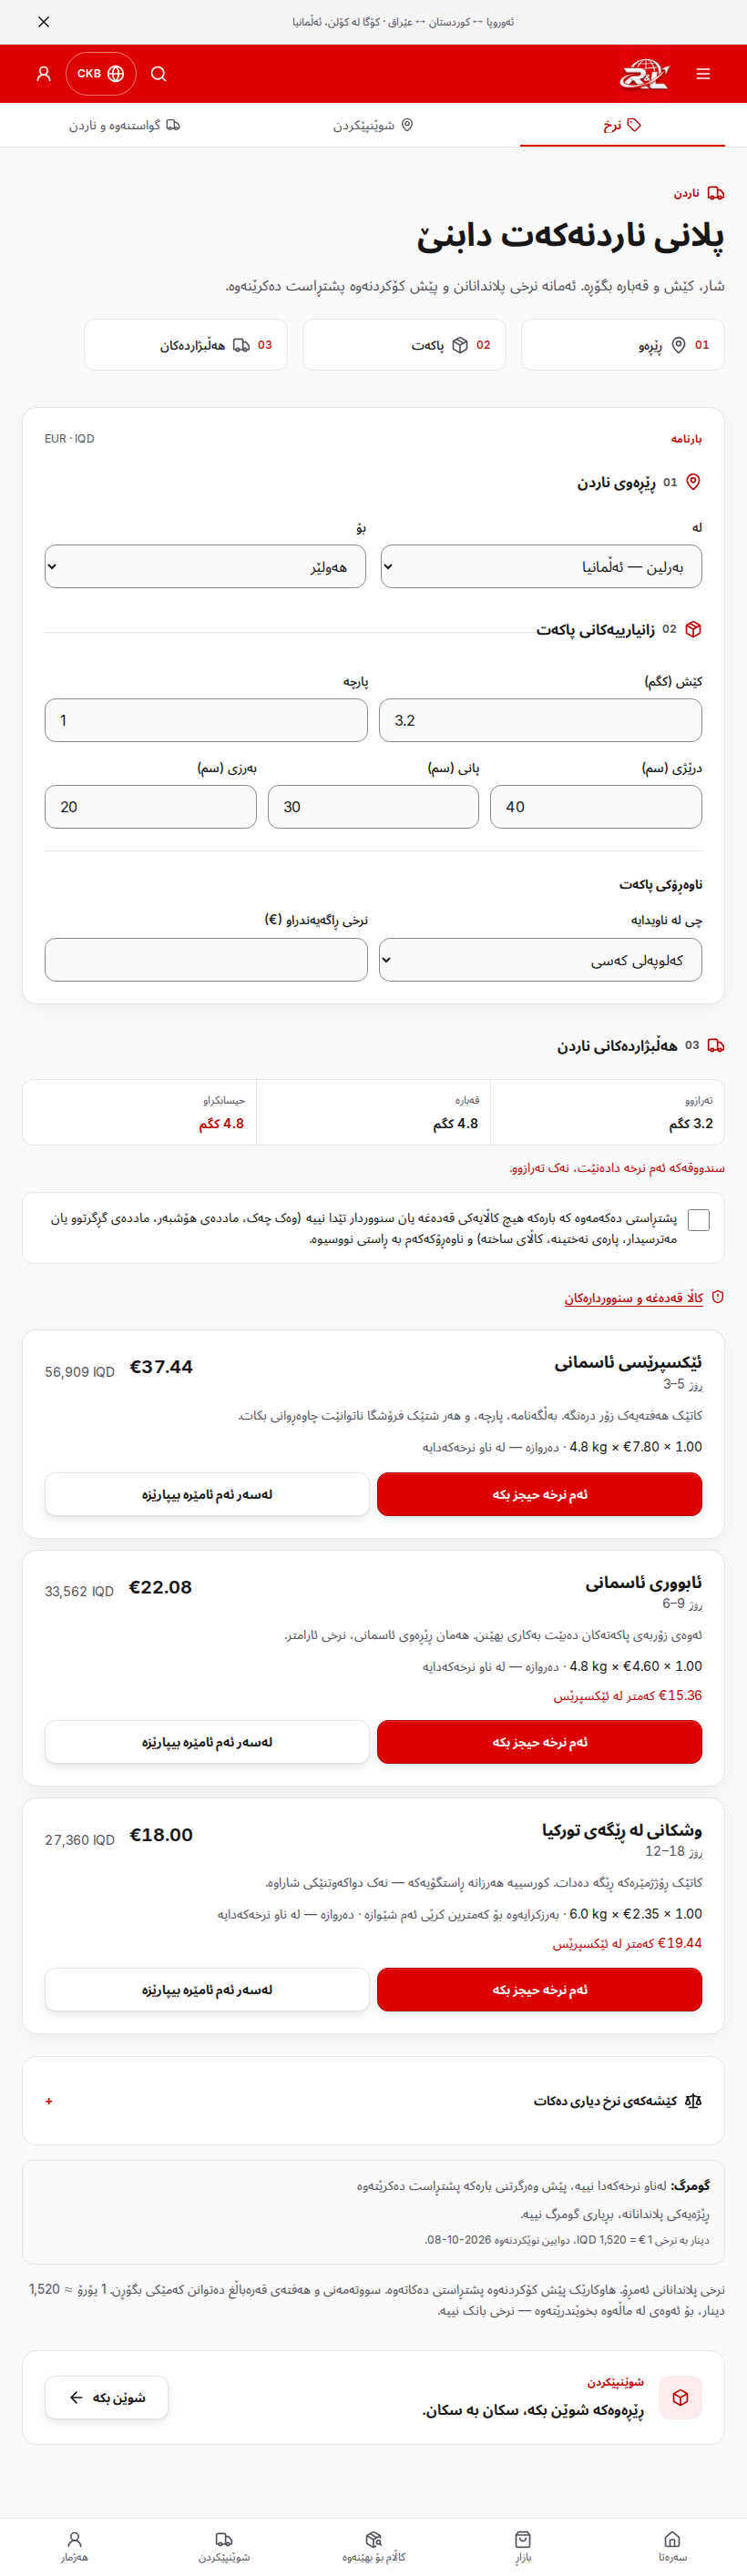 ئەوروپا ↔ کوردستان ↔ عێراق · کۆگا لە کۆلن، ئەڵمانیا
R&L
CKB
نرخ
شوێنپێکردن
گواستنەوە و ناردن
ناردن
پلانی ناردنەکەت دابنێ
شار، کێش و قەبارە بگۆڕە. ئەمانە نرخی پلاندانانن و پێش کۆکردنەوە پشتڕاست دەکرێنەوە.
01 ڕێڕەو
02 پاکەت
03 هەڵبژاردەکان
بارنامە
EUR · IQD
01 ڕێڕەوی ناردن
لە
بۆ
بەرلین — ئەڵمانیا
هەولێر
02 زانیارییەکانی پاکەت
کێش (کگم)
پارچە
3.2
1
درێژی (سم)
پانی (سم)
بەرزی (سم)
40
30
20
ناوەڕۆکی پاکەت
چی لە ناویدایە
نرخی ڕاگەیەندراو (€)
کەلوپەلی کەسی
03 هەڵبژاردەکانی ناردن
تەرازوو
قەبارە
حیسابکراو
3.2 کگم
4.8 کگم
4.8 کگم
سندووقەکە ئەم نرخە دادەنێت، نەک تەرازوو.
پشتڕاستی دەکەمەوە کە بارەکە هیچ کاڵایەکی قەدەغە یان سنووردار تێدا نییە (وەک چەک، ماددەی هۆشبەر، ماددەی گڕگرتوو یان
مەترسیدار، پارەی نەختینە، کاڵای ساختە) و ناوەڕۆکەکەم بە ڕاستی نووسیوە.
کاڵا قەدەغە و سنووردارەکان
ئێکسپرێسی ئاسمانی
€37.44
56,909 IQD
3–5 ڕۆژ
کاتێک هەفتەیەک زۆر درەنگە. بەڵگەنامە، پارچە، و هەر شتێک فرۆشگا ناتوانێت چاوەڕوانی بکات.
4.8 kg × €7.80 × 1.00 · دەروازە — لە ناو نرخەکەدایە
ئەم نرخە حیجز بکە
لەسەر ئەم ئامێرە بیپارێزە
ئابووری ئاسمانی
€22.08
33,562 IQD
6–9 ڕۆژ
ئەوەی زۆربەی پاکەتەکان دەبێت بەکاری بهێنن. هەمان ڕێڕەوی ئاسمانی، نرخی ئارامتر.
4.8 kg × €4.60 × 1.00 · دەروازە — لە ناو نرخەکەدایە
€15.36 کەمتر لە ئێکسپرێس
ئەم نرخە حیجز بکە
لەسەر ئەم ئامێرە بیپارێزە
وشکانی لە ڕێگەی تورکیا
€18.00
27,360 IQD
12–18 ڕۆژ
کاتێک ڕۆژژمێرەکە ڕێگە دەدات. کورسییە هەرزانە ڕاستگۆیەکە — نەک دواکەوتنێکی شاراوە.
6.0 kg × €2.35 × 1.00 · بەرزکرایەوە بۆ کەمترین کرێی ئەم شێوازە · دەروازە — لە ناو نرخەکەدایە
€19.44 کەمتر لە ئێکسپرێس
ئەم نرخە حیجز بکە
لەسەر ئەم ئامێرە بیپارێزە
کێشەکەی نرخ دیاری دەکات
+
گومرگ: لەناو نرخەکەدا نییە، پێش وەرگرتنی بارەکە پشتڕاست دەکرێتەوە
ڕێژەیەکی پلاندانانە، بڕیاری گومرگ نییە.
دینار بە نرخی 1 € = 1,520 IQD، دوایین نوێکردنەوە 2026-10-08.
نرخی پلاندانانی ئەمڕۆ. هاوکارێک پێش کۆکردنەوە پشتڕاستی دەکاتەوە. سووتەمەنی و هەفتەی قەرەباڵغ دەتوانن کەمێکی بگۆڕن. 1 یۆرۆ ≈ 1,520
دینار، بۆ ئەوەی لە ماڵەوە بخوێندرێتەوە — نرخی بانک نییە.
شوێنپێکردن
ڕێڕەوەکە شوێن بکە، سکان بە سکان.
شوێن بکە
سەرەتا
بازاڕ
کاڵام بۆ بهێنەوە
شوێنپێکردن
هەژمار